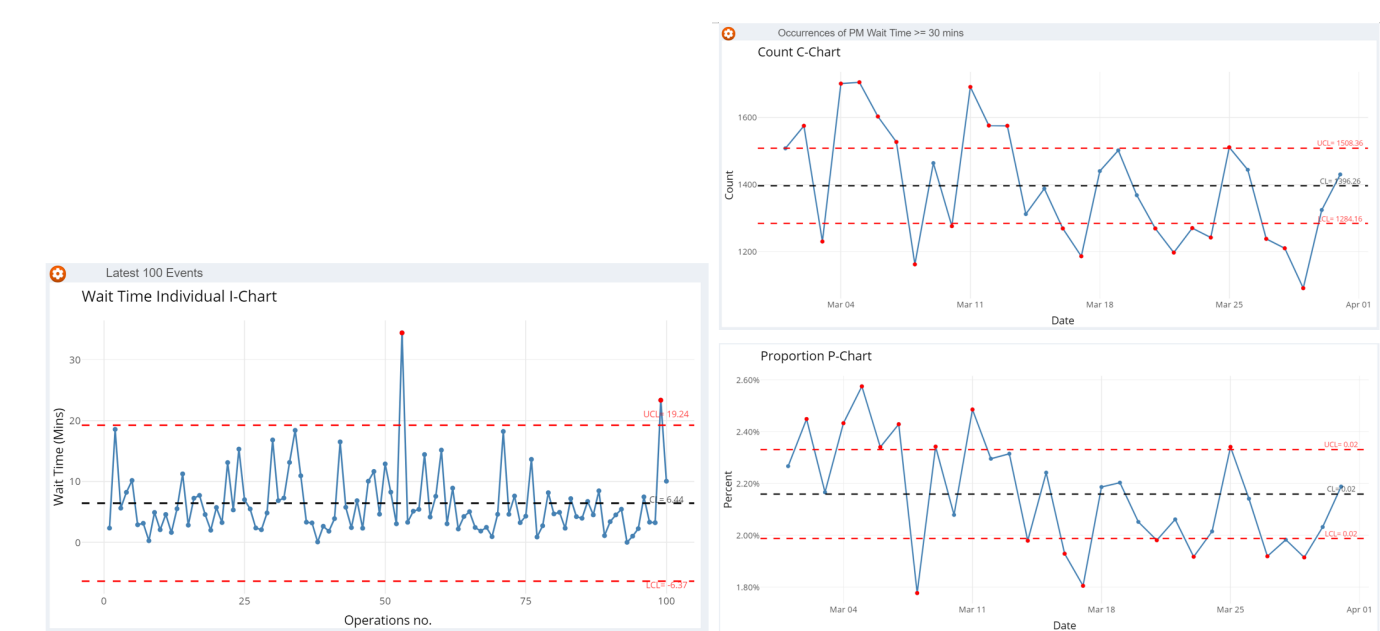 Latest 100 Events
Wait Time Individual I-Chart
Wait Time (Mins)
30
20
10
0
UCL= 19.24
CL= 6.44
LCL= -6.37
0 25 50 75 100
Operations no.
Occurrences of PM Wait Time >= 30 mins
Count C-Chart
Count
1600
1400
1200
UCL= 1508.36
CL= 1396.26
LCL= 1284.16
Mar 04 Mar 11 Mar 18 Mar 25 Apr 01
Date
Proportion P-Chart
Percent
2.60%
2.40%
2.20%
2.00%
1.80%
UCL= 0.02
CL= 0.02
LCL= 0.02
Mar 04 Mar 11 Mar 18 Mar 25 Apr 01
Date